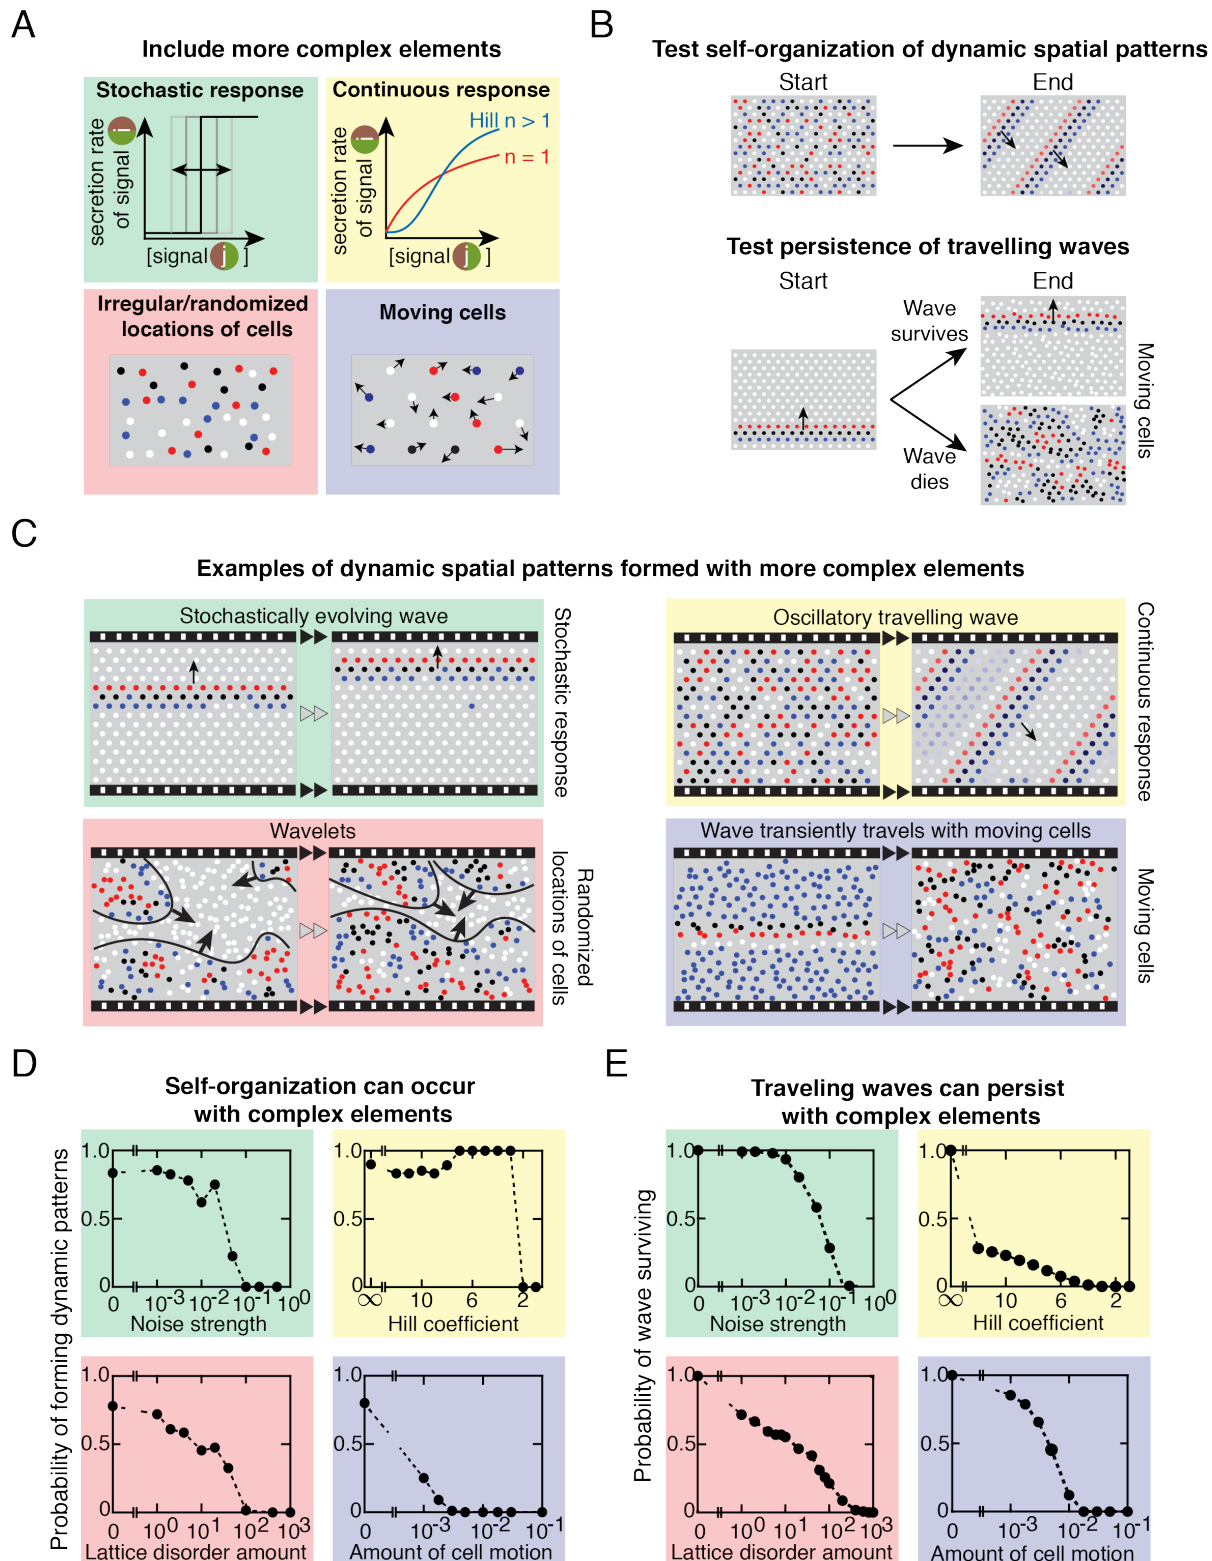 A
Include more complex elements
Stochastic response
secretion rate
of signal i
[signal j ]
Continuous response
Hill n > 1
n = 1
secretion rate
of signal i
[signal j ]
Irregular/randomized
locations of cells
Moving cells
B
Test self-organization of dynamic spatial patterns
Start
End
Test persistence of travelling waves
Start
End
Wave
survives
Wave
dies
Moving cells
C
Examples of dynamic spatial patterns formed with more complex elements
Stochastically evolving wave
Stochastic response
Oscillatory travelling wave
Continuous response
Wavelets
Randomized
locations of cells
Wave transiently travels with moving cells
Moving cells
D
Self-organization can occur
with complex elements
Probability of forming dynamic patterns
1.0
0.5
0
0 10-3 10-2 10-1 100
Noise strength
1.0
0.5
0
∞ 10 6 2
Hill coefficient
1.0
0.5
0
0 100 101 102 103
Lattice disorder amount
1.0
0.5
0
0 10-3 10-2 10-1
Amount of cell motion
E
Traveling waves can persist
with complex elements
Probability of wave surviving
1.0
0.5
0
0 10-3 10-2 10-1 100
Noise strength
1.0
0.5
0
∞ 10 6 2
Hill coefficient
1.0
0.5
0
0 100 101 102 103
Lattice disorder amount
1.0
0.5
0
0 10-3 10-2 10-1
Amount of cell motion